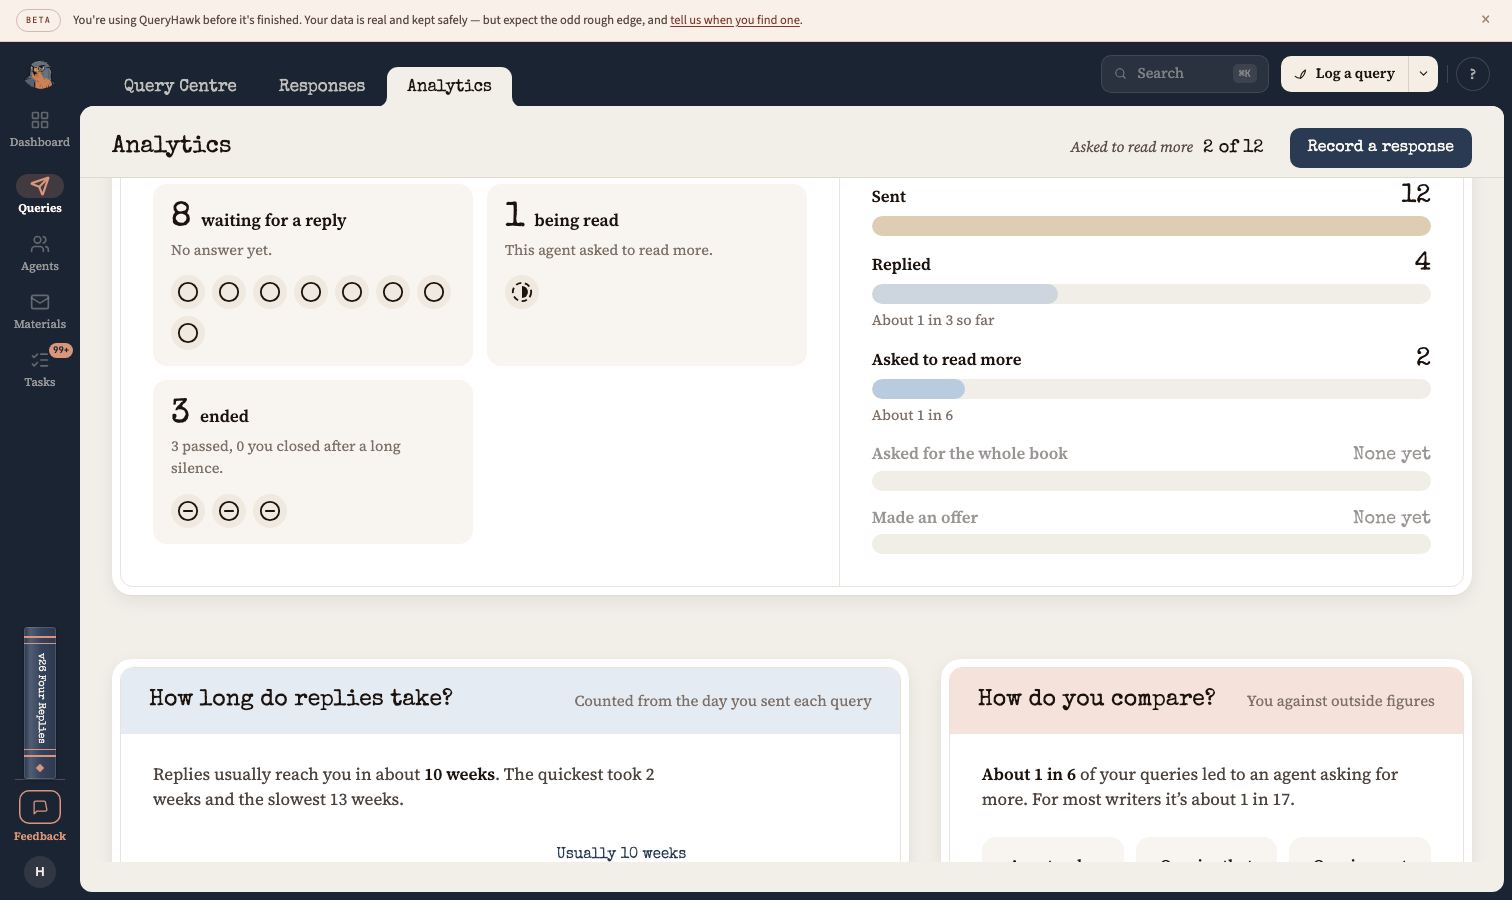 BETA
You're using QueryHawk before it's finished. Your data is real and kept safely — but expect the odd rough edge, and tell us when you find one.
×
Query Centre
Responses
Analytics
Search
⌘K
Log a query
?
Dashboard
Queries
Agents
Materials
99+
Tasks
v26 Four Replies
Feedback
H
Analytics
Asked to read more 2 of 12
Record a response
8 waiting for a reply
No answer yet.
1 being read
This agent asked to read more.
3 ended
3 passed, 0 you closed after a long
silence.
Sent
12
Replied
4
About 1 in 3 so far
Asked to read more
2
About 1 in 6
Asked for the whole book
None yet
Made an offer
None yet
How long do replies take?
Counted from the day you sent each query
Replies usually reach you in about 10 weeks. The quickest took 2
weeks and the slowest 13 weeks.
Usually 10 weeks
How do you compare?
You against outside figures
About 1 in 6 of your queries led to an agent asking for
more. For most writers it's about 1 in 17.